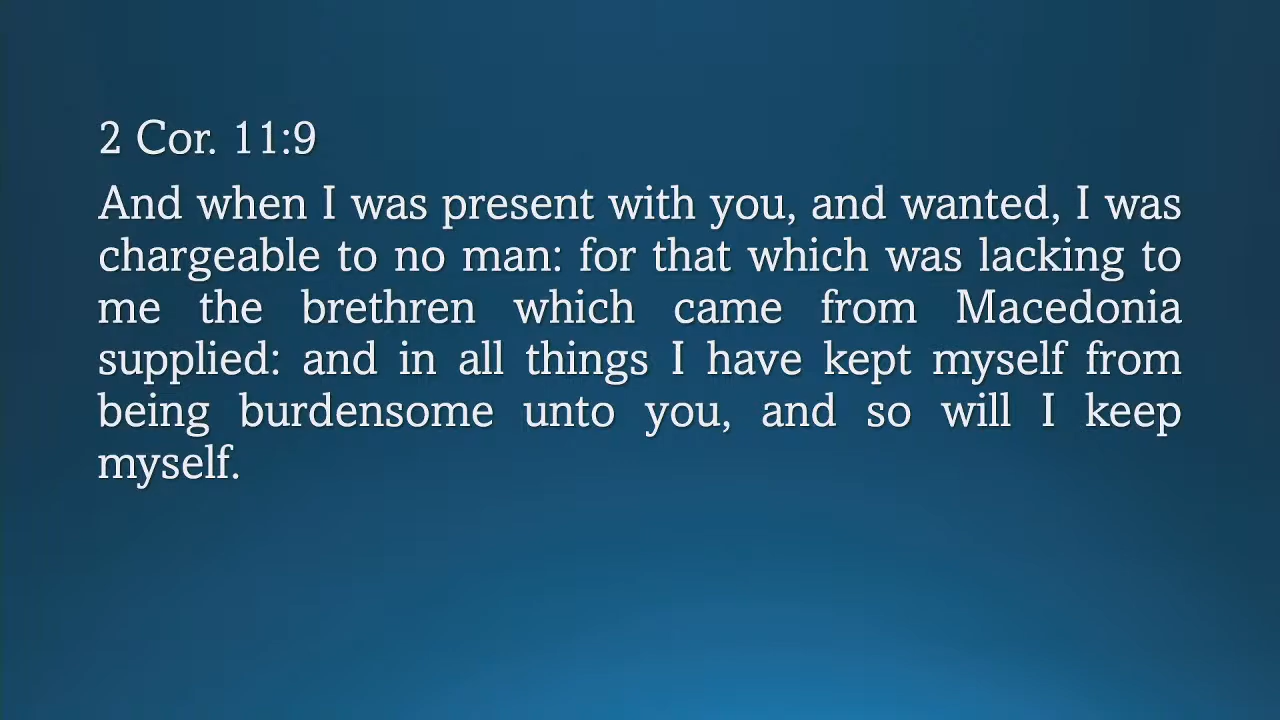 2 Cor. 11:9
And when I was present with you, and wanted, I was
chargeable to no man: for that which was lacking to
me the brethren which came from Macedonia
supplied: and in all things I have kept myself from
being burdensome unto you, and so will I keep
myself.